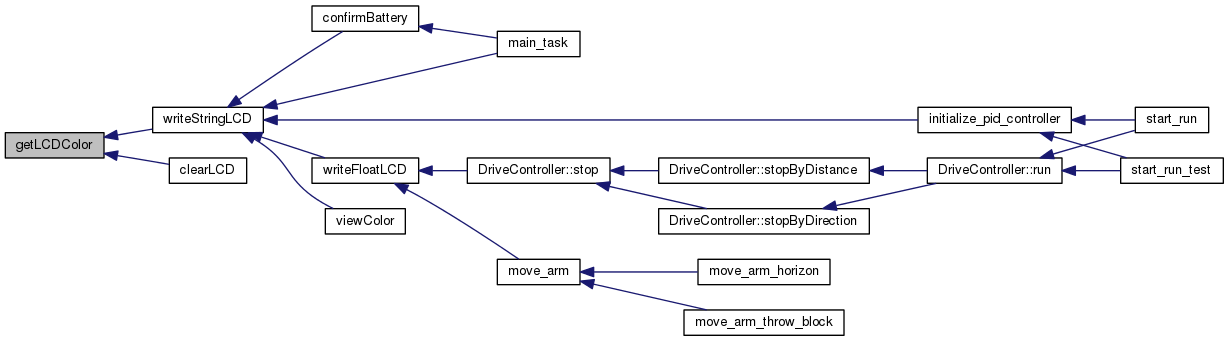 confirmBattery
main_task
writeStringLCD
initialize_pid_controller
start_run
getLCDColor
clearLCD
writeFloatLCD
DriveController::stop
DriveController::stopByDistance
DriveController::run
start_run_test
viewColor
DriveController::stopByDirection
move_arm
move_arm_horizon
move_arm_throw_block